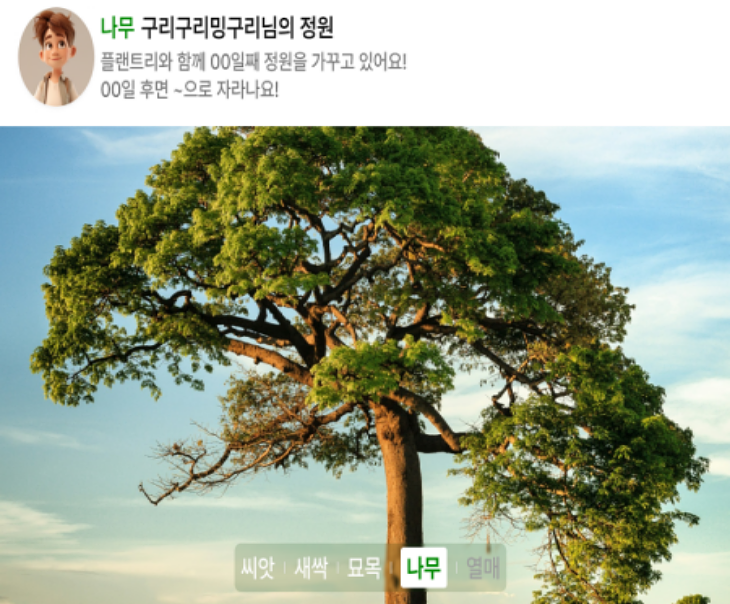 나무 구리구리밍구리님의 정원
플랜트리와 함께 00일째 정원을 가꾸고 있어요!
00일 후면 ~으로 자라나요!
씨앗 | 새싹 | 묘목 | 나무 | 열매